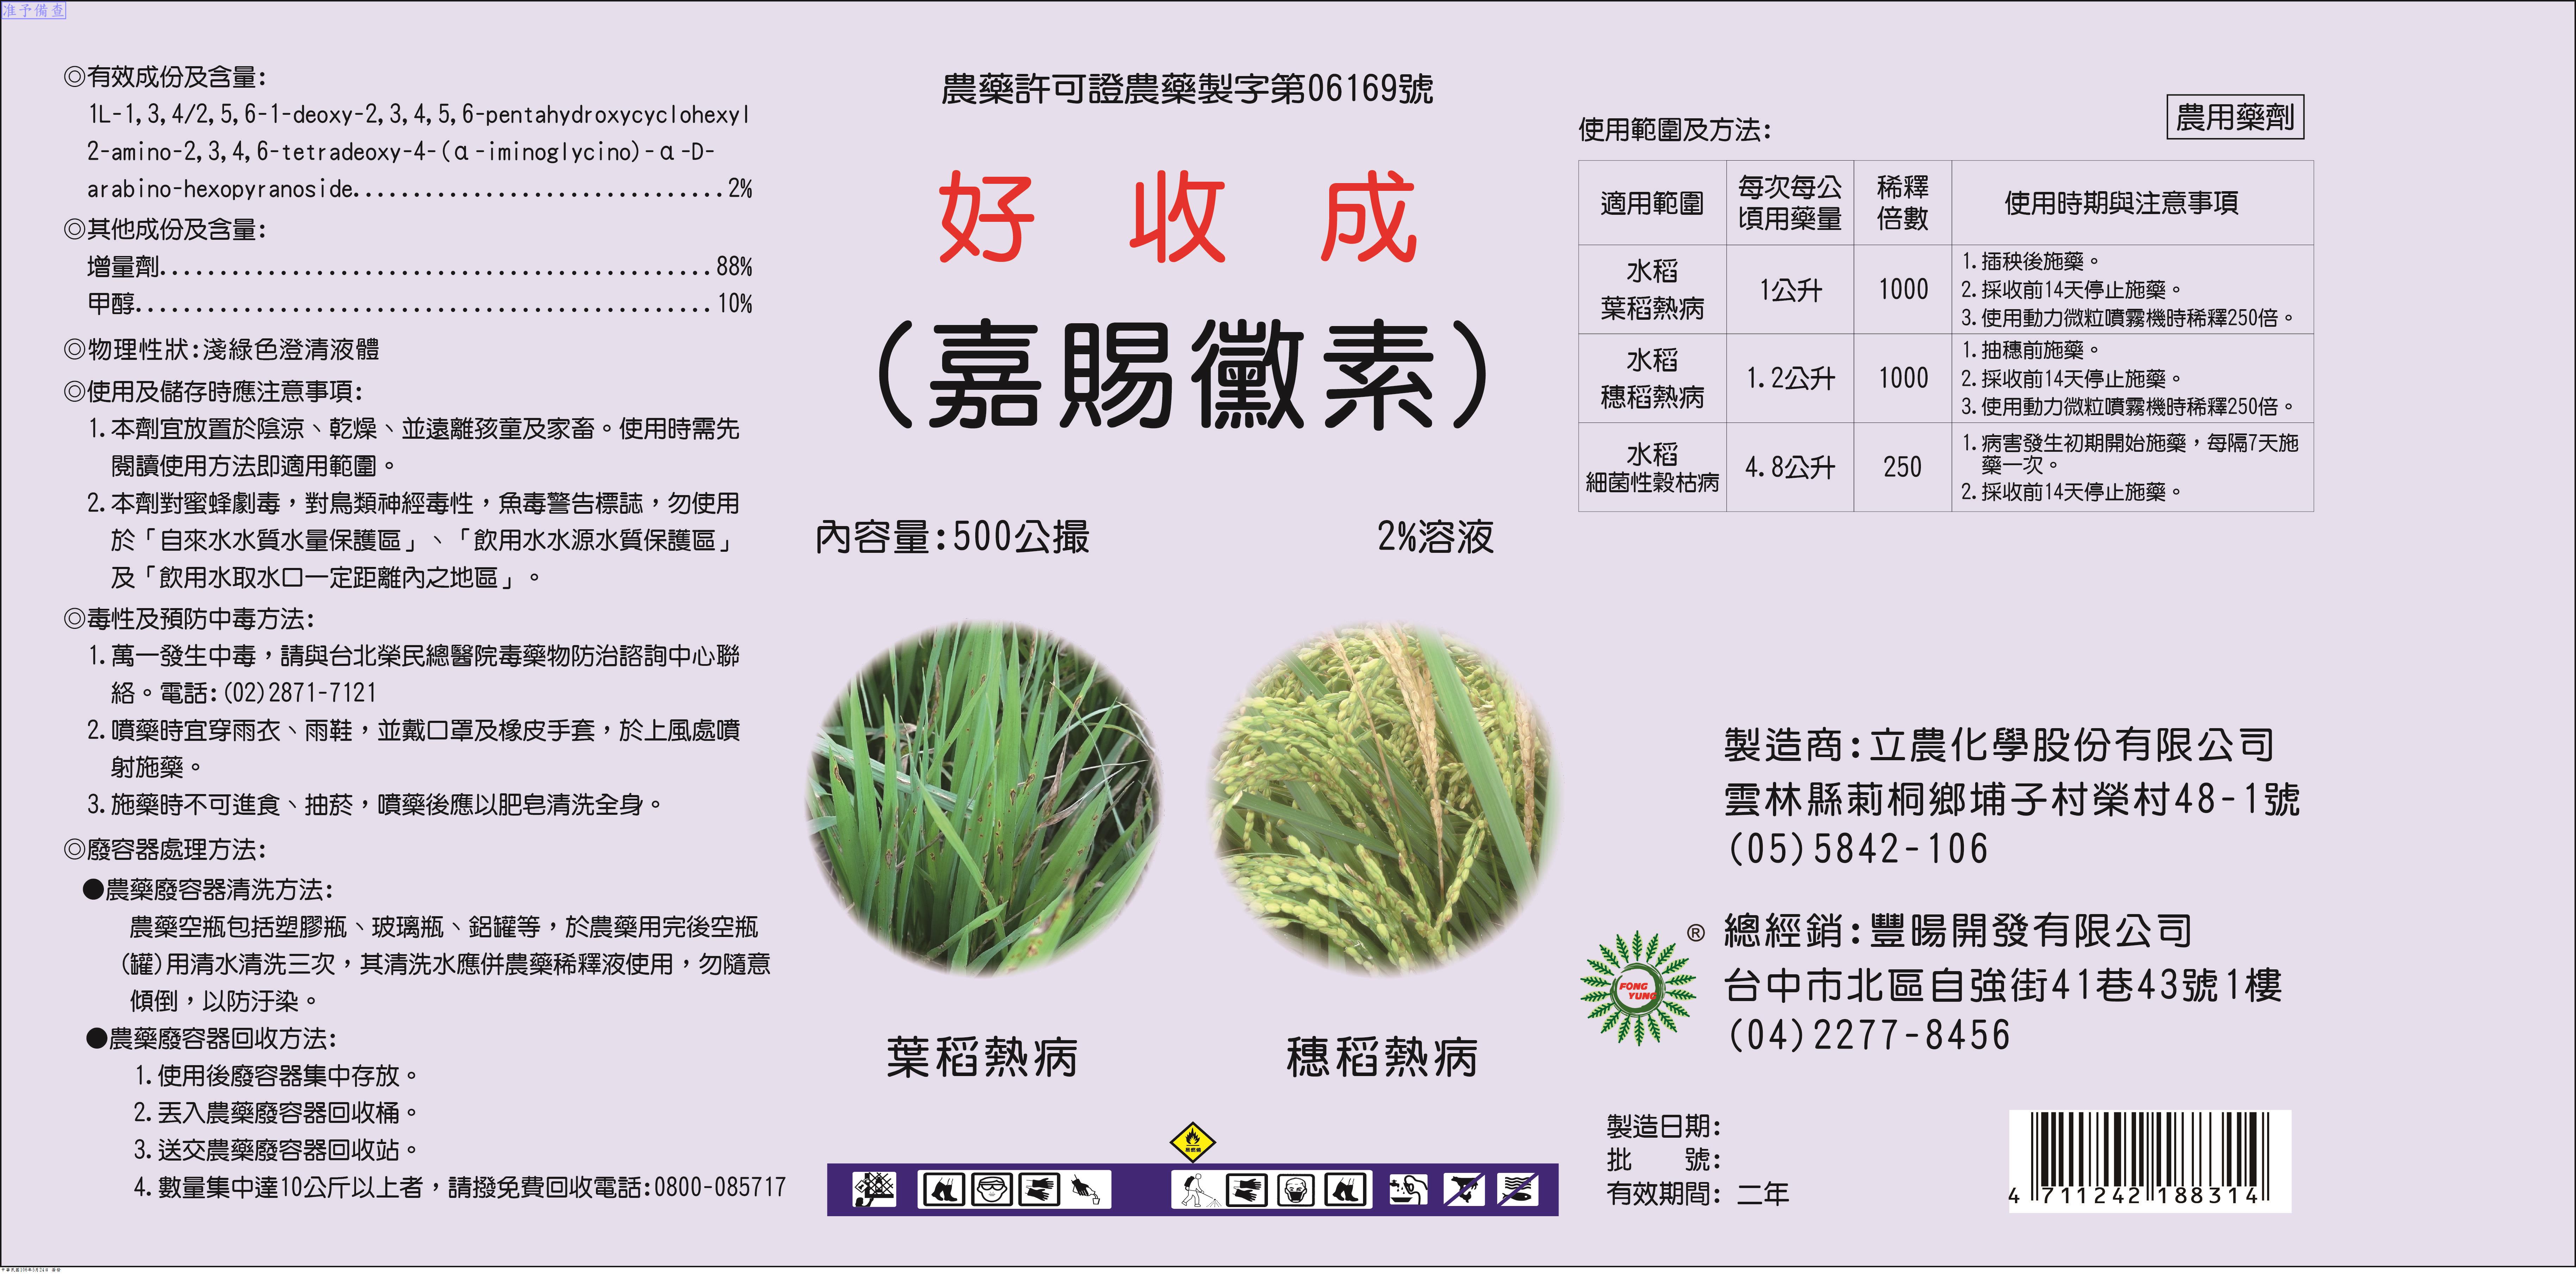 准予備查
◎有效成份及含量:
1L-1,3,4/2,5,6-1-deoxy-2,3,4,5,6-pentahydroxycyclohexyl
2-amino-2,3,4,6-tetradeoxy-4-(α-iminoglycino)-α-D-
arabino-hexopyranoside...............................2%
◎其他成份及含量:
增量劑..............................................88%
甲醇................................................10%
◎物理性狀:淺綠色澄清液體
◎使用及儲存時應注意事項:
1.本劑宜放置於陰涼、乾燥、並遠離孩童及家畜。使用時需先
閱讀使用方法即適用範圍。
2.本劑對蜜蜂劇毒，對鳥類神經毒性，魚毒警告標誌，勿使用
於「自來水水質水量保護區」、「飲用水水源水質保護區」
及「飲用水取水口一定距離內之地區」。
◎毒性及預防中毒方法:
1.萬一發生中毒，請與台北榮民總醫院毒藥物防治諮詢中心聯
絡。電話:(02)2871-7121
2.噴藥時宜穿雨衣、雨鞋，並戴口罩及橡皮手套，於上風處噴
射施藥。
3.施藥時不可進食、抽菸，噴藥後應以肥皂清洗全身。
◎廢容器處理方法:
●農藥廢容器清洗方法:
農藥空瓶包括塑膠瓶、玻璃瓶、鋁罐等，於農藥用完後空瓶
(罐)用清水清洗三次，其清洗水應併農藥稀釋液使用，勿隨意
傾倒，以防汙染。
●農藥廢容器回收方法:
1.使用後廢容器集中存放。
2.丟入農藥廢容器回收桶。
3.送交農藥廢容器回收站。
4.數量集中達10公斤以上者，請撥免費回收電話:0800-085717
農藥許可證農藥製字第06169號
好 收 成
(嘉賜黴素)
內容量:500公撮 2%溶液
葉稻熱病 穗稻熱病
農用藥劑
使用範圍及方法:
適用範圍 每次每公頃用藥量 稀釋倍數 使用時期與注意事項
水稻
葉稻熱病 1公升 1000
1.插秧後施藥。
2.採收前14天停止施藥。
3.使用動力微粒噴霧機時稀釋250倍。
水稻
穗稻熱病 1.2公升 1000
1.抽穗前施藥。
2.採收前14天停止施藥。
3.使用動力微粒噴霧機時稀釋250倍。
水稻
細菌性穀枯病 4.8公升 250
1.病害發生初期開始施藥，每隔7天施
藥一次。
2.採收前14天停止施藥。
製造商:立農化學股份有限公司
雲林縣莿桐鄉埔子村榮村48-1號
(05)5842-106
FONG
YUNG
®
總經銷:豐暘開發有限公司
台中市北區自強街41巷43號1樓
(04)2277-8456
製造日期:
批 號:
有效期間: 二年
4 711242 188314